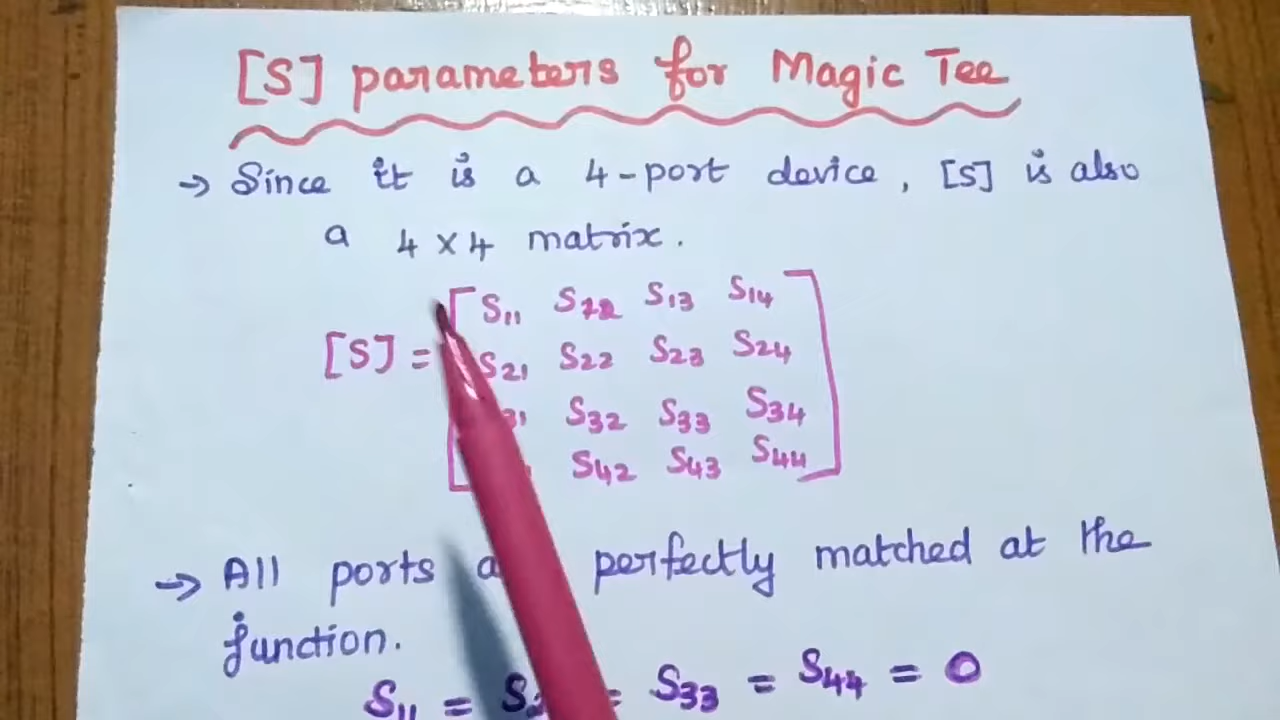 [S] parameters for Magic Tee
→ Since it is a 4-port device, [S] is also
a 4 × 4 matrix.
S11 S12 S13 S14
[S] = S21 S22 S23 S24
S32 S33 S34
S42 S43 S44
→ All ports perfectly matched at the
junction.
S11 = = S33 = S44 = 0